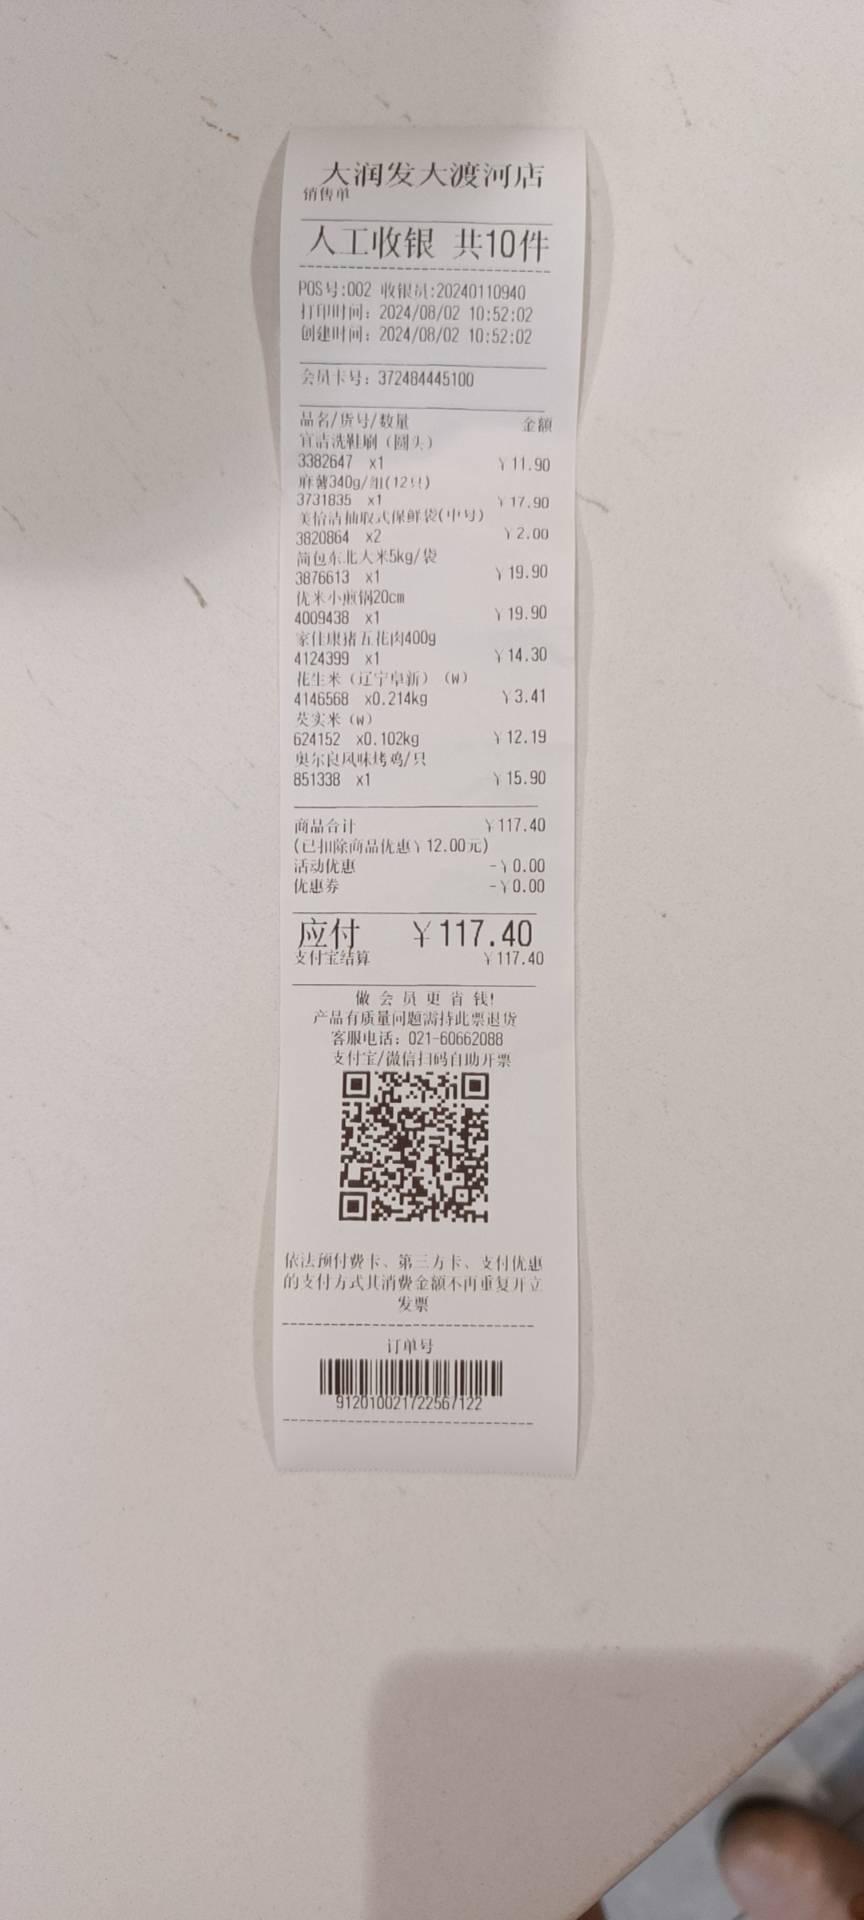 大润发大渡河店
销售单
人工收银 共10件
POS号:002 收银员:20240110940
打印时间：2024/08/02 10:52:02
创建时间：2024/08/02 10:52:02
会员卡号：372484445100
品名/货号/数量 金额
宜洁洗鞋刷（圆头）
3382647 x1 ￥11.90
麻薯340g/组(12只)
3731835 x1 ￥17.90
美怡洁抽取式保鲜袋(中号)
3820864 x2 ￥2.00
简包东北大米5kg/袋
3876613 x1 ￥19.90
优米小煎锅20cm
4009438 x1 ￥19.90
家佳康猪五花肉400g
4124399 x1 ￥14.30
花生米（辽宁阜新）（W）
4146568 x0.214kg ￥3.41
芡实米（W）
624152 x0.102kg ￥12.19
奥尔良风味烤鸡/只
851338 x1 ￥15.90
商品合计 ￥117.40
(已扣除商品优惠￥12.00元)
活动优惠 -￥0.00
优惠券 -￥0.00
应付 ￥117.40
支付宝结算 ￥117.40
做会员更省钱!
产品有质量问题需持此票退货
客服电话：021-60662088
支付宝/微信扫码自助开票
依法预付费卡、第三方卡、支付优惠
的支付方式其消费金额不再重复开立
发票
订单号
912010021722567122